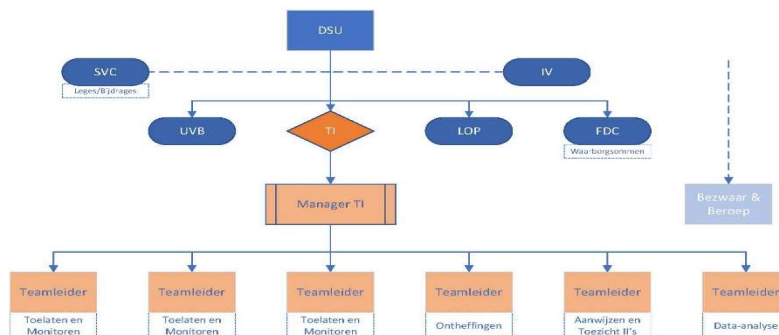 DSU
SVC
IV
Leges/Bijdrages
UVB
TI
LOP
FDC
Waarborgsommen
Manager TI
Bezwaar &
Beroep
Teamleider
Teamleider
Teamleider
Teamleider
Teamleider
Teamleider
Toelaten en
Monitoren
Toelaten en
Monitoren
Toelaten en
Monitoren
Ontheffingen
Aanwijzen en
Toezicht II's
Data-analyse